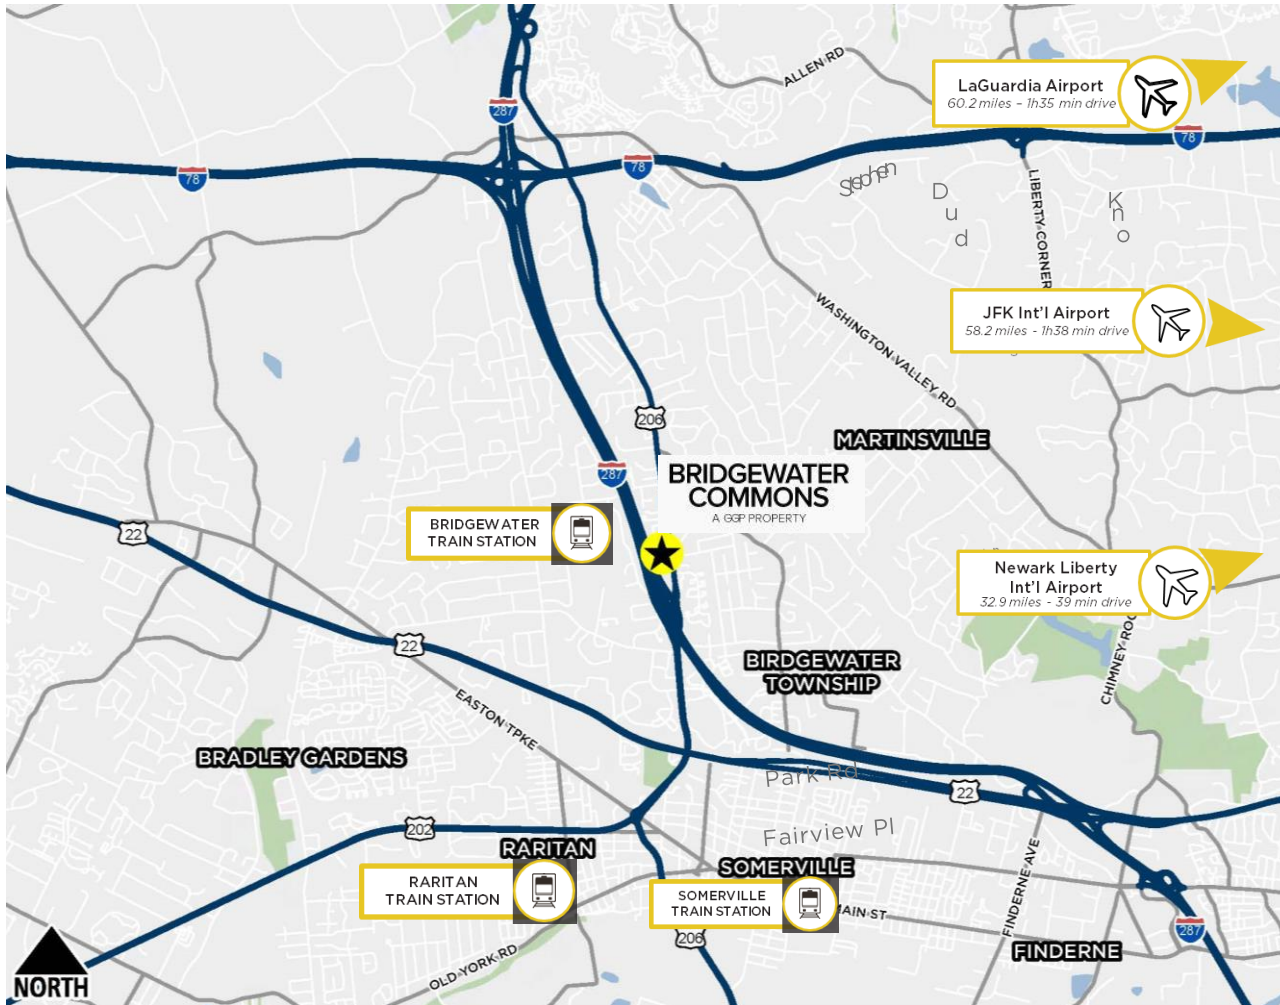 ALLEN RD
LaGuardia Airport
60.2 miles – 1h35 min drive
287
78
78
78
Stephen
D
u
d
K
n
o
LIBERTY CORNER
JFK Int'l Airport
58.2 miles - 1h38 min drive
WASHINGTON VALLEY RD
206
MARTINSVILLE
287
BRIDGEWATER
COMMONS
A GGP PROPERTY
BRIDGEWATER
TRAIN STATION
22
Newark Liberty
Int'l Airport
32.9 miles - 39 min drive
22
BIRDGEWATER
TOWNSHIP
CHIMNEY ROC
EASTON TPKE
BRADLEY GARDENS
Park Rd
22
202
Fairview Pl
RARITAN
SOMERVILLE
RARITAN
TRAIN STATION
SOMERVILLE
TRAIN STATION
MAIN ST
FINDERNE AVE
206
287
FINDERNE
OLD YORK RD
NORTH